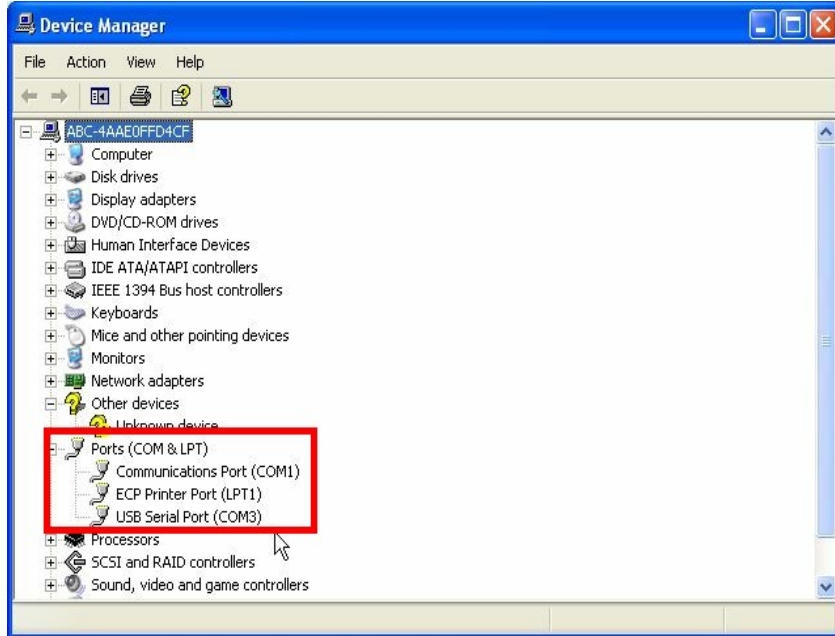 Device Manager
File Action View Help
ABC-4AAE0FFD4CF
Computer
Disk drives
Display adapters
DVD/CD-ROM drives
Human Interface Devices
IDE ATA/ATAPI controllers
IEEE 1394 Bus host controllers
Keyboards
Mice and other pointing devices
Monitors
Network adapters
Other devices
Unknown device
Ports (COM & LPT)
Communications Port (COM1)
ECP Printer Port (LPT1)
USB Serial Port (COM3)
Processors
SCSI and RAID controllers
Sound, video and game controllers